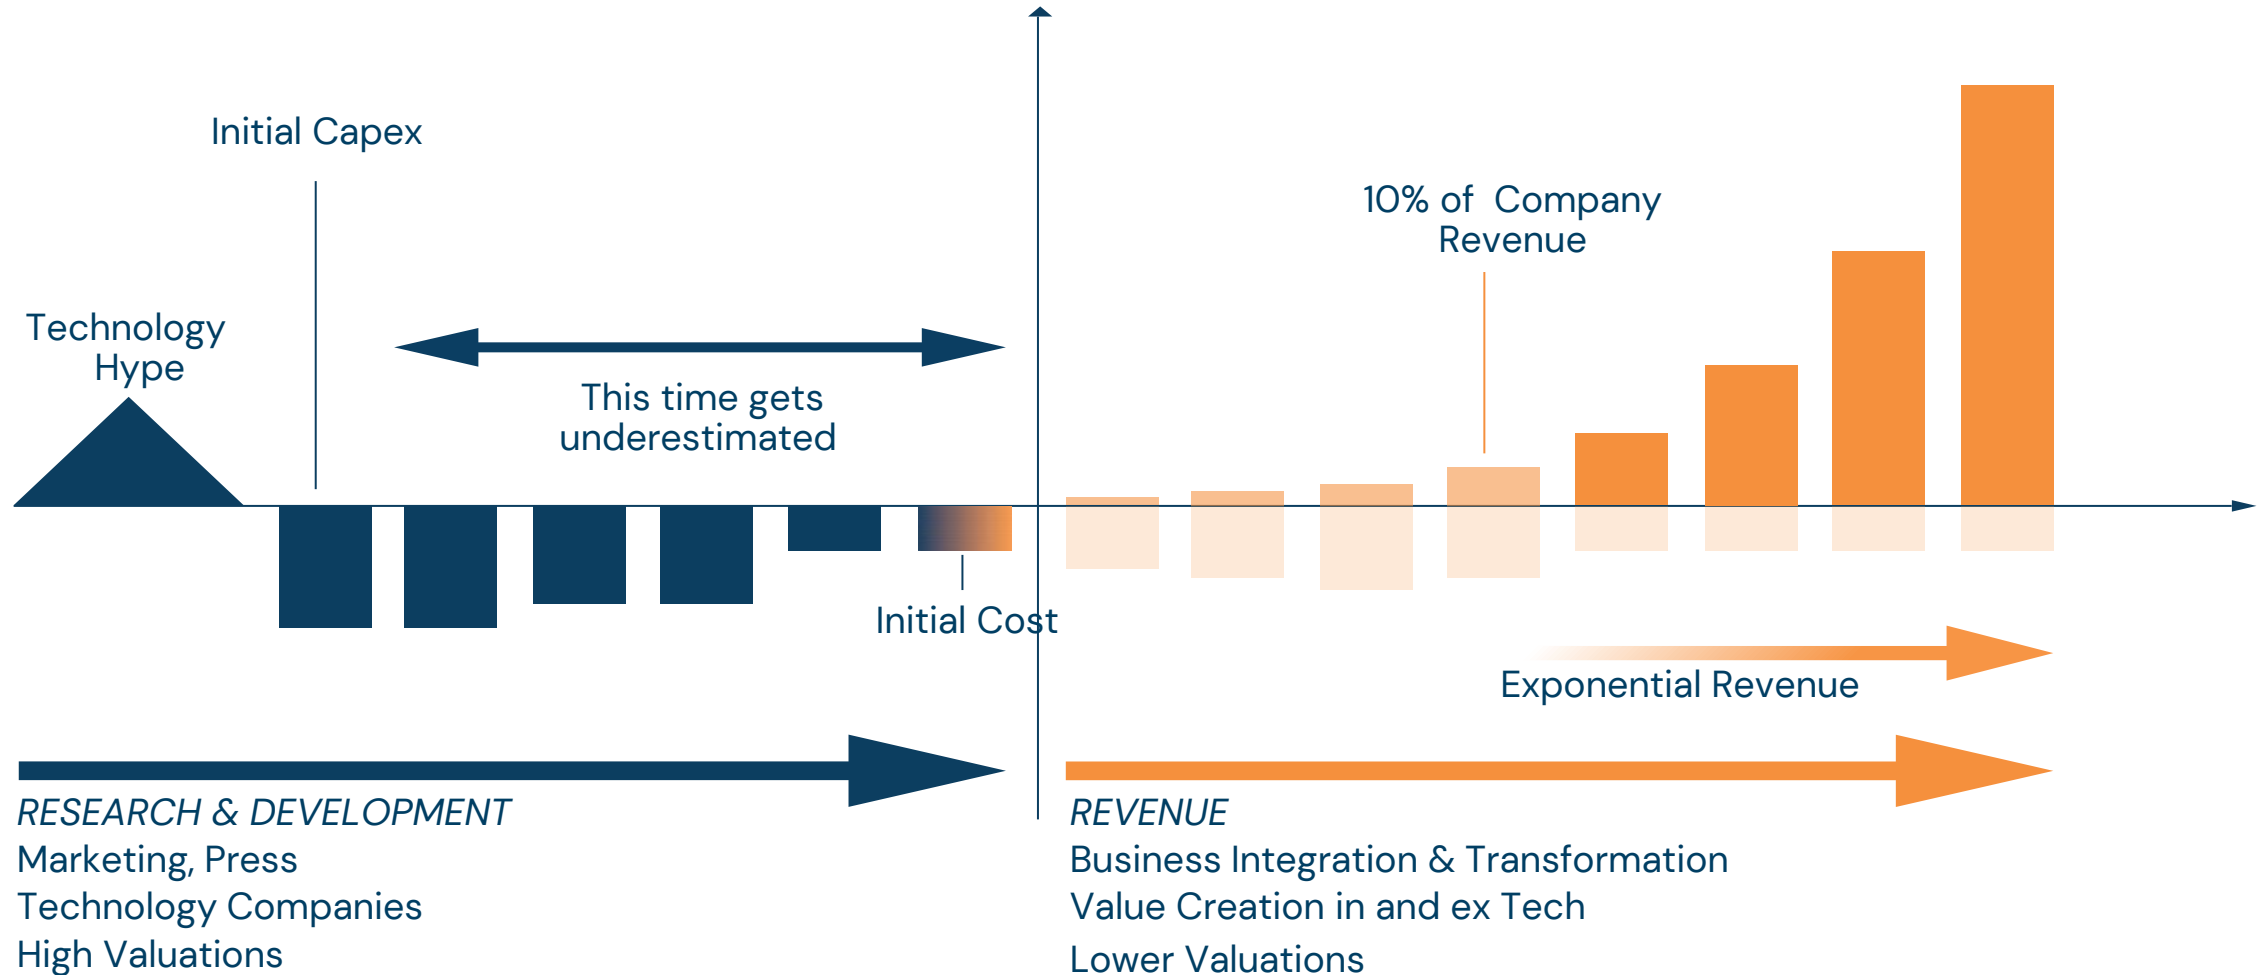 Initial Capex
10% of  Company
Revenue
Technology
Hype
This time gets
underestimated
Initial Cost
Exponential Revenue
RESEARCH & DEVELOPMENT
Marketing, Press
Technology Companies
High Valuations
REVENUE
Business Integration & Transformation
Value Creation in and ex Tech
Lower Valuations